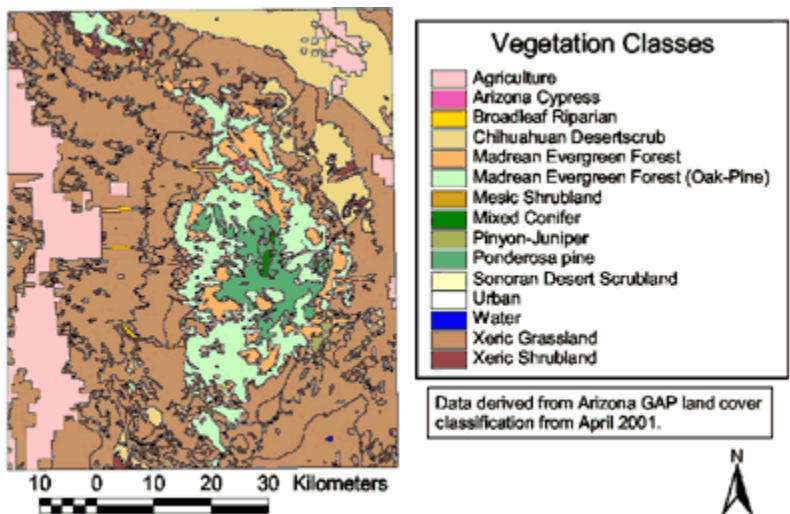 Vegetation Classes
Agriculture
Arizona Cypress
Broadleaf Riparian
Chihuahuan Desertscrub
Madrean Evergreen Forest
Madrean Evergreen Forest (Oak-Pine)
Mesic Shrubland
Mixed Conifer
Pinyon-Juniper
Ponderosa pine
Sonoran Desert Scrubland
Urban
Water
Xeric Grassland
Xeric Shrubland
Data derived from Arizona GAP land cover
classification from April 2001.
N
10 0 10 20 30 Kilometers